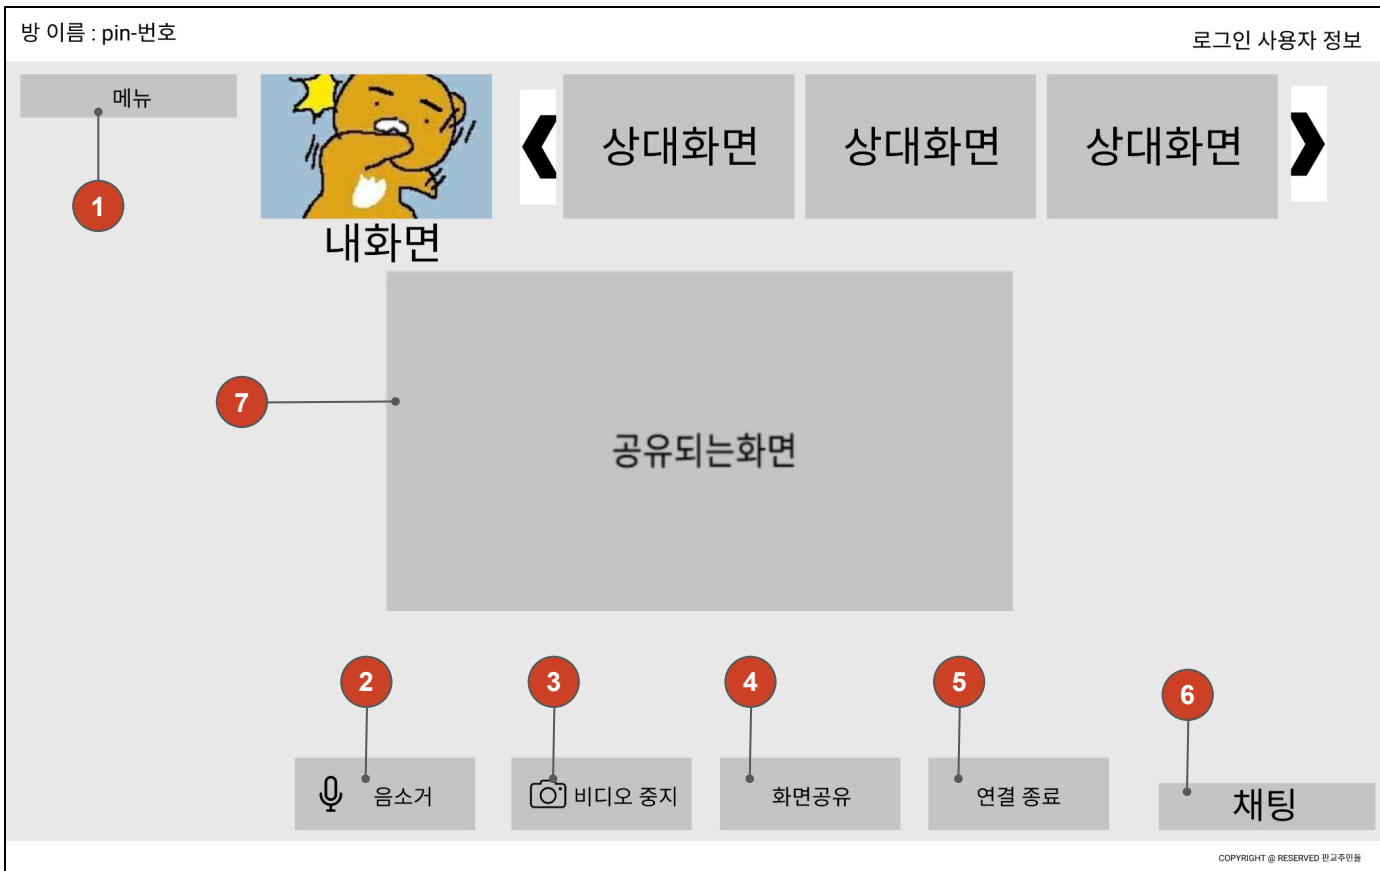 방 이름 : pin-번호
로그인 사용자 정보
메뉴
1
내화면
상대화면
상대화면
상대화면
7
공유되는화면
2
3
4
5
6
음소거
비디오 중지
화면공유
연결 종료
채팅
COPYRIGHT @ RESERVED 판교주민들